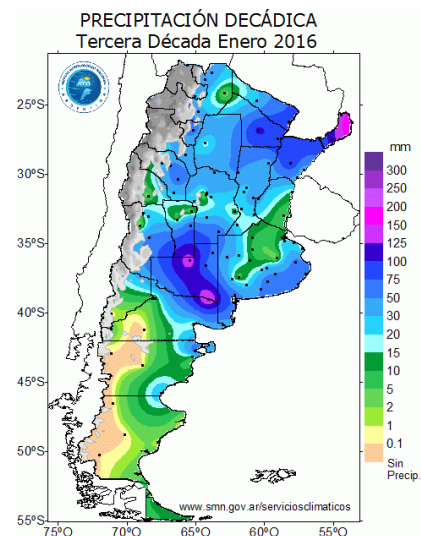 PRECIPITACIÓN DECÁDICA
Tercera Década Enero 2016
25°S
30°S
35°S
40°S
45°S
50°S
55°S
75°O
70°O
65°O
60°O
55°O
mm
300
250
200
150
125
100
75
50
30
20
15
10
5
2
1
0.1
Sin
Precip.
www.smn.gov.ar/serviciosclimaticos